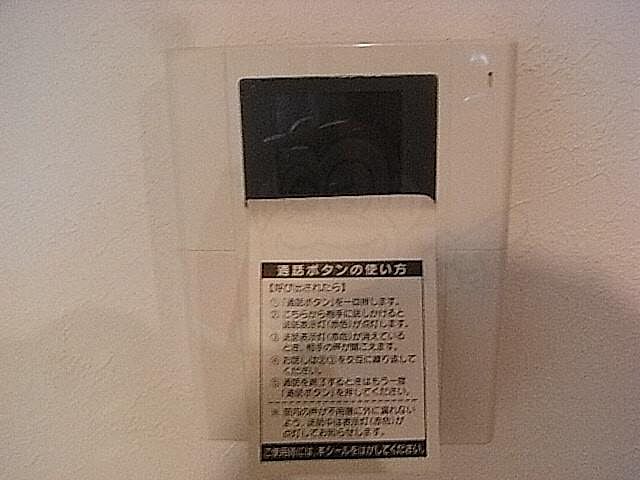 通話ボタンの使い方
【呼び出されたら】
①「通話ボタン」を一回押します。
②こちらから相手に話しかけると
通話表示灯(赤色)が点灯します。
③通話表示灯(赤色)が消えている
とき、相手の声が聞こえます。
④お話しは②③を交互に繰り返して
ください。
⑤通話を終了するときはもう一度
「通話ボタン」を押してください。
※室内の声が不用意に外に漏れない
よう、通話中は表示灯(赤色)が
点灯してお知らせします。
ご使用時には、本シールをはがしてください。